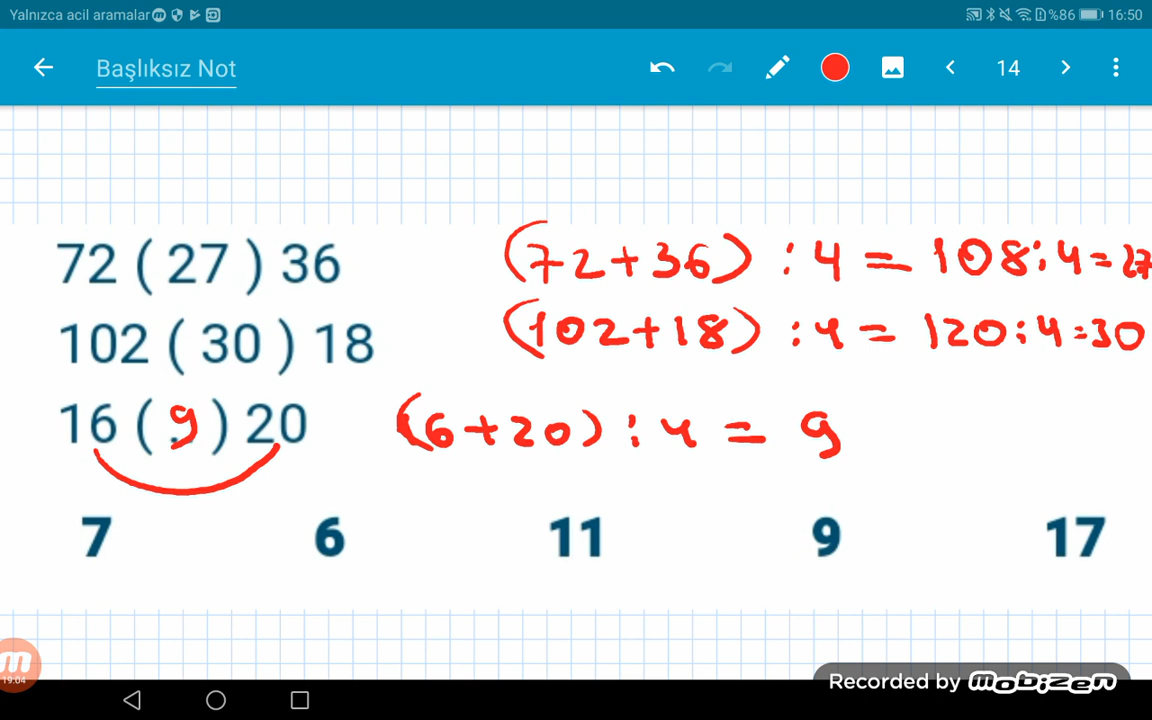 Yalnızca acil aramalar %86 16:50
Başlıksız Not 14
72 ( 27 ) 36 (72+36) : 4 = 108:4=27
102 ( 30 ) 18 (102+18) : 4 = 120:4=30
16 ( 9 ) 20 (6+20) : 4 = 9
7 6 11 9 17
19:04
Recorded by mobizen